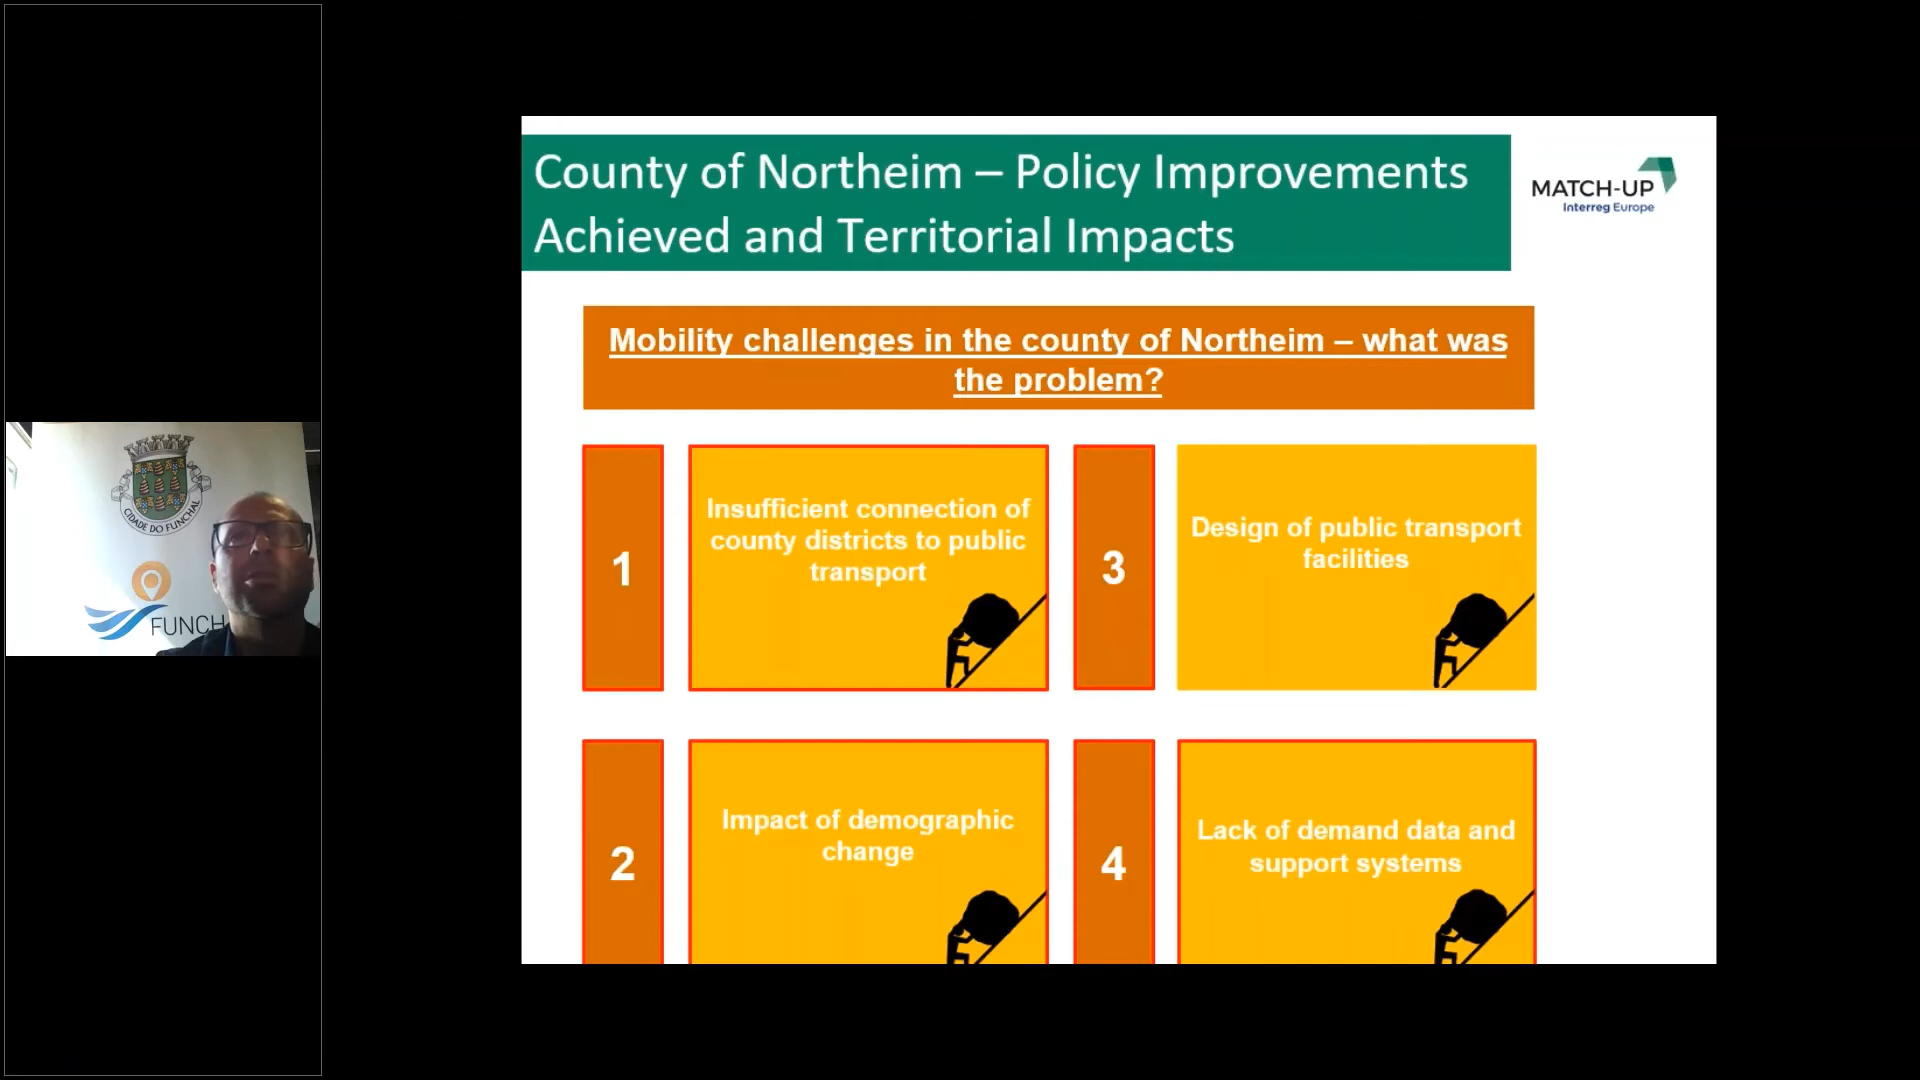 County of Northeim – Policy Improvements
Achieved and Territorial Impacts
MATCH-UP
Interreg Europe
Mobility challenges in the county of Northeim – what was
the problem?
1
Insufficient connection of
county districts to public
transport
3
Design of public transport
facilities
2
Impact of demographic
change
4
Lack of demand data and
support systems
CIDADE DO FUNCHAL
FUNCH